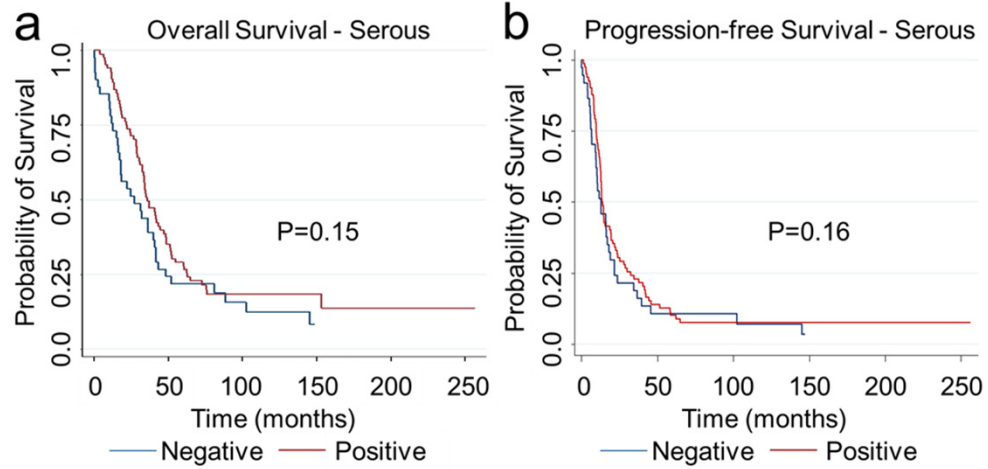 a
Overall Survival - Serous
Probability of Survival
1.0
0.75
0.5
0.25
0.0
P=0.15
0 50 100 150 200 250
Time (months)
Negative Positive
b
Progression-free Survival - Serous
Probability of Survival
1.0
0.75
0.5
0.25
0.0
P=0.16
0 50 100 150 200 250
Time (months)
Negative Positive